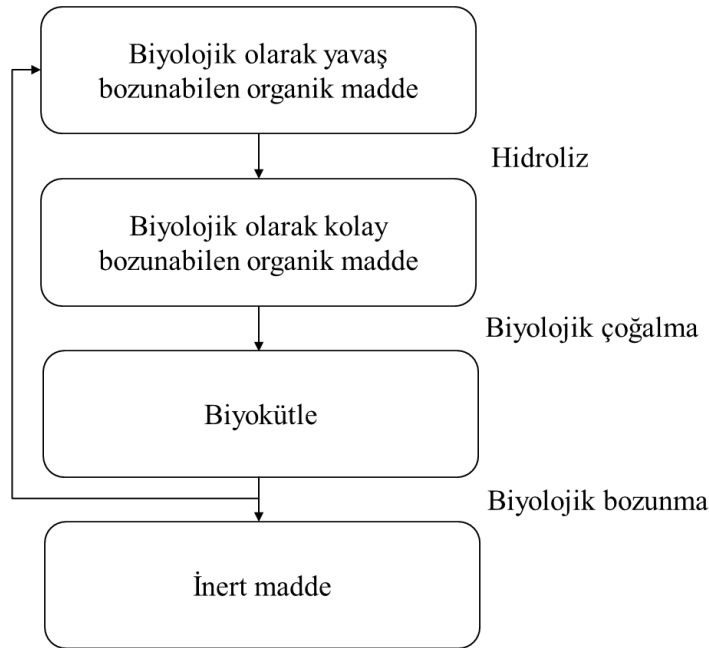 Biyolojik olarak yavaş
bozunabilen organik madde
Hidroliz
Biyolojik olarak kolay
bozunabilen organik madde
Biyolojik çoğalma
Biyokütle
Biyolojik bozunma
İnert madde